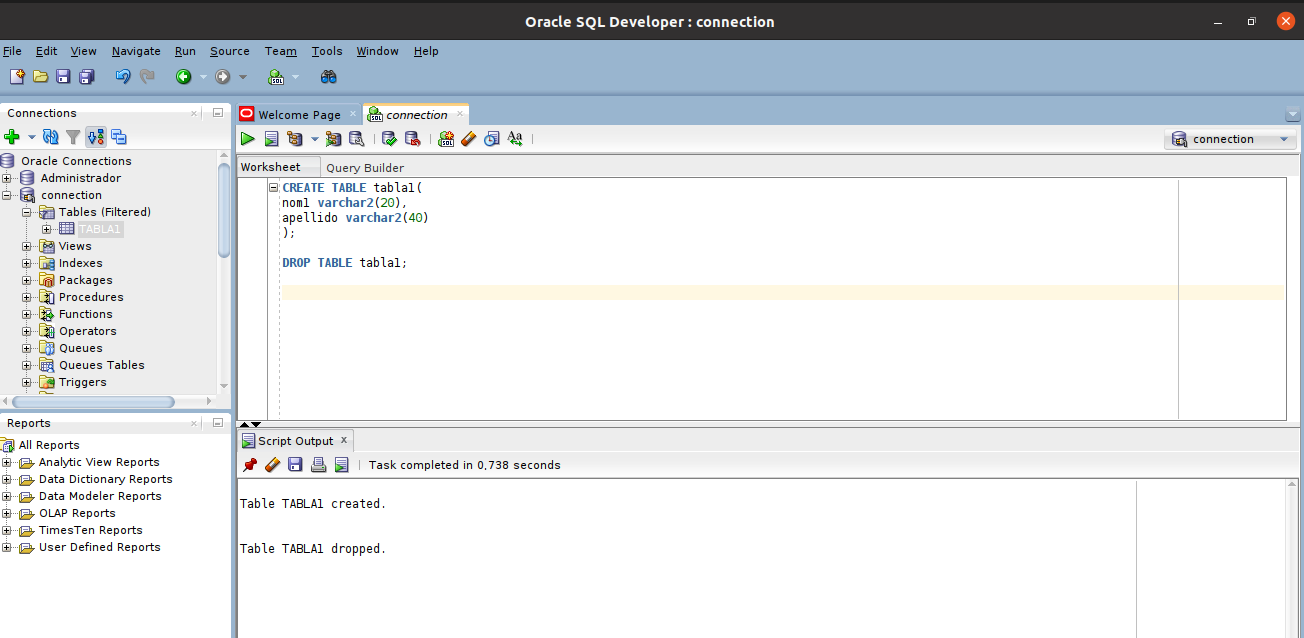 Oracle SQL Developer : connection
File Edit View Navigate Run Source Team Tools Window Help
Connections
Oracle Connections
Administrador
connection
Tables (Filtered)
TABLA1
Views
Indexes
Packages
Procedures
Functions
Operators
Queues
Queues Tables
Triggers
Reports
All Reports
Analytic View Reports
Data Dictionary Reports
Data Modeler Reports
OLAP Reports
TimesTen Reports
User Defined Reports
Welcome Page
connection
connection
Worksheet Query Builder
CREATE TABLE tabla1(
nom1 varchar2(20),
apellido varchar2(40)
);
DROP TABLE tabla1;
Script Output
Task completed in 0,738 seconds
Table TABLA1 created.
Table TABLA1 dropped.